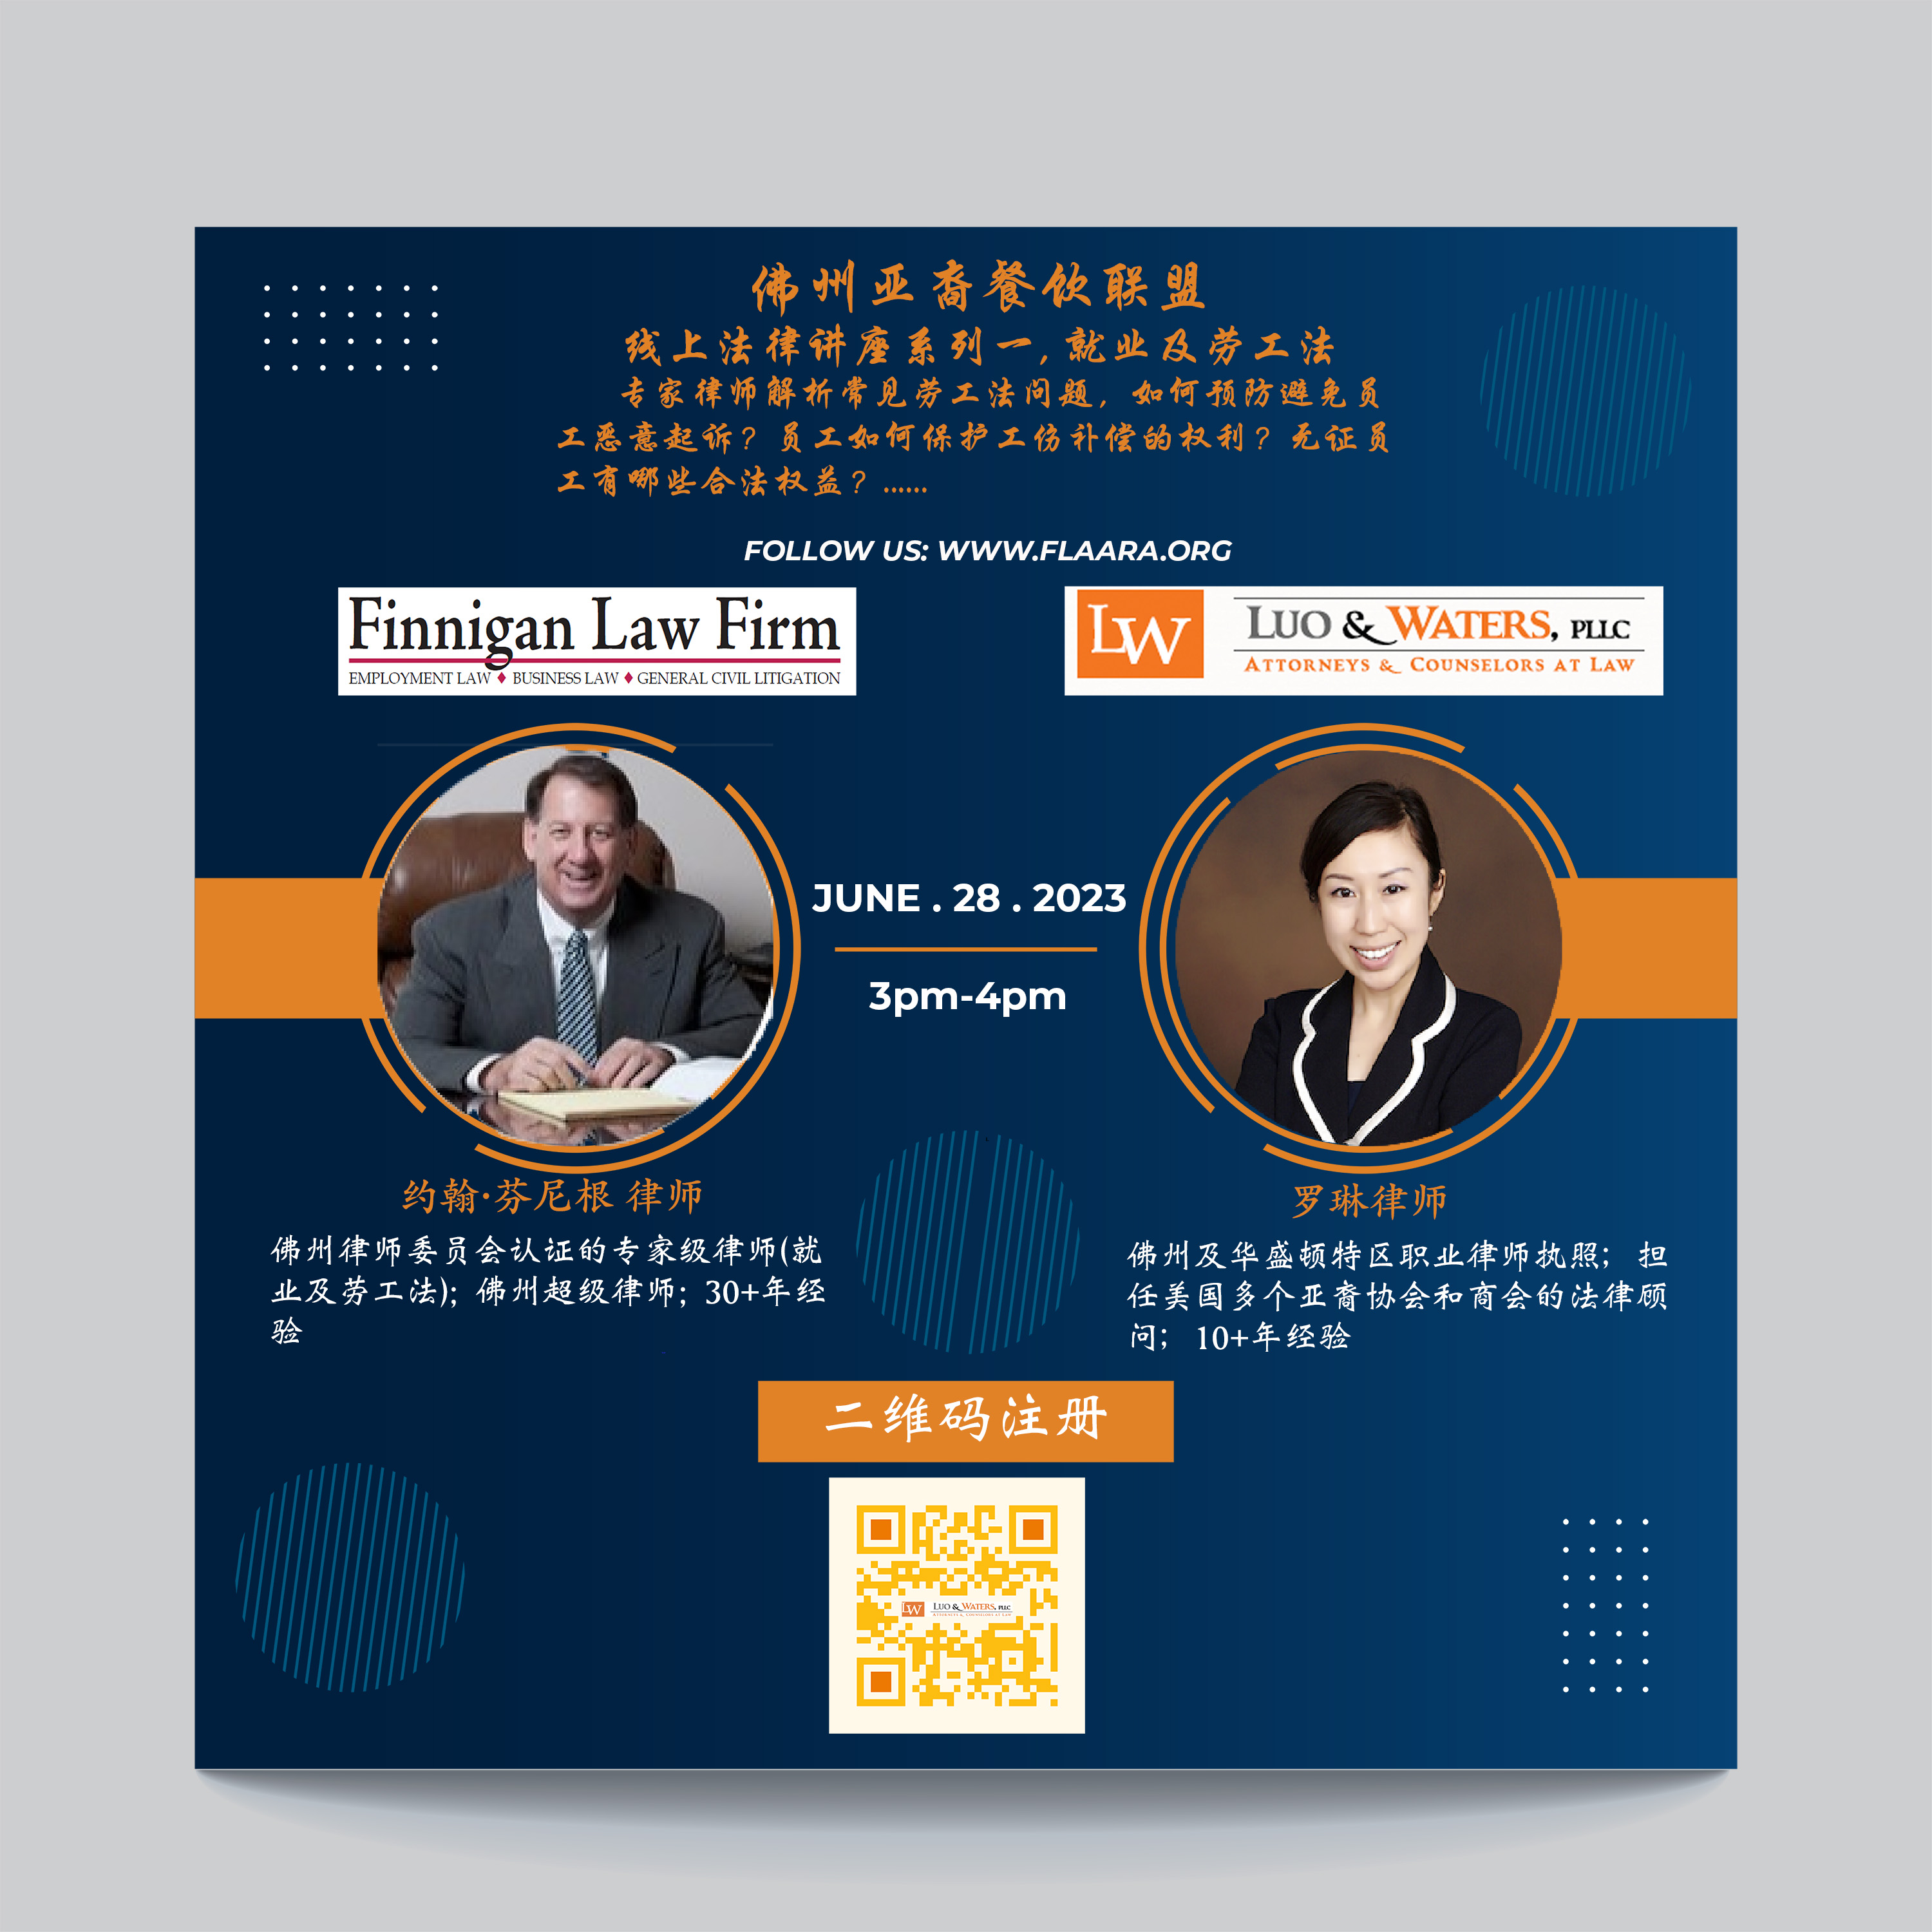 佛州亚裔餐饮联盟
线上法律讲座系列一,就业及劳工法
专家律师解析常见劳工法问题，如何预防避免员
工恶意起诉？员工如何保护工伤补偿的权利？无证员
工有哪些合法权益？......
FOLLOW US: WWW.FLAARA.ORG
Finnigan Law Firm
EMPLOYMENT LAW ♦ BUSINESS LAW ♦ GENERAL CIVIL LITIGATION
LW
LUO & WATERS, PLLC
ATTORNEYS & COUNSELORS AT LAW
JUNE . 28 . 2023
3pm-4pm
约翰·芬尼根 律师
佛州律师委员会认证的专家级律师(就
业及劳工法)；佛州超级律师；30+年经
验
罗琳律师
佛州及华盛顿特区职业律师执照； 担
任美国多个亚裔协会和商会的法律顾
问； 10+年经验
二维码注册
LW LUO & WATERS, PLLC
ATTORNEYS & COUNSELORS AT LAW